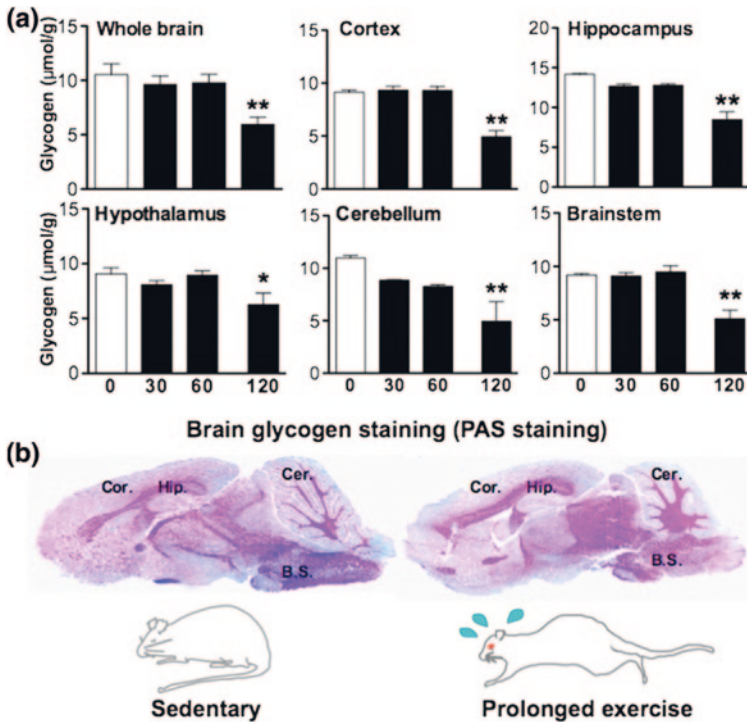 (a)
Whole brain
Cortex
Hippocampus
Glycogen (µmol/g)
15
10
5
0
**
15
10
5
0
**
20
15
10
5
0
**
Hypothalamus
Cerebellum
Brainstem
Glycogen (µmol/g)
15
10
5
0
*
15
10
5
0
**
15
10
5
0
**
0 30 60 120
0 30 60 120
0 30 60 120
Brain glycogen staining (PAS staining)
(b)
Cor. Hip. Cer.
B.S.
Cor. Hip. Cer.
B.S.
Sedentary
Prolonged exercise